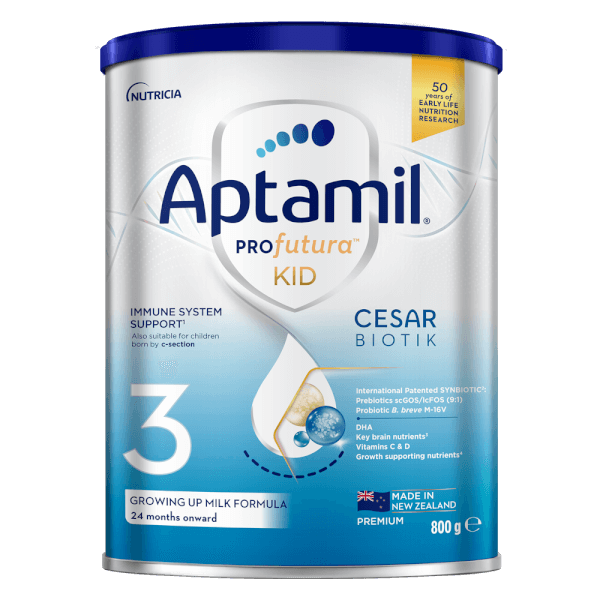 NUTRICIA
50
years of
EARLY LIFE
NUTRITION
RESEARCH
Aptamil®
PROfutura™
KID
IMMUNE SYSTEM
SUPPORT¹
Also suitable for children
born by c-section
CESAR
BIOTIK
3
International Patented SYNBIOTIC²:
Prebiotics scGOS/lcFOS (9:1)
Probiotic B. breve M-16V
DHA
Key brain nutrients³
Vitamins C & D
Growth supporting nutrients⁴
GROWING UP MILK FORMULA
24 months onward
MADE IN
NEW ZEALAND
PREMIUM
800 g ℮